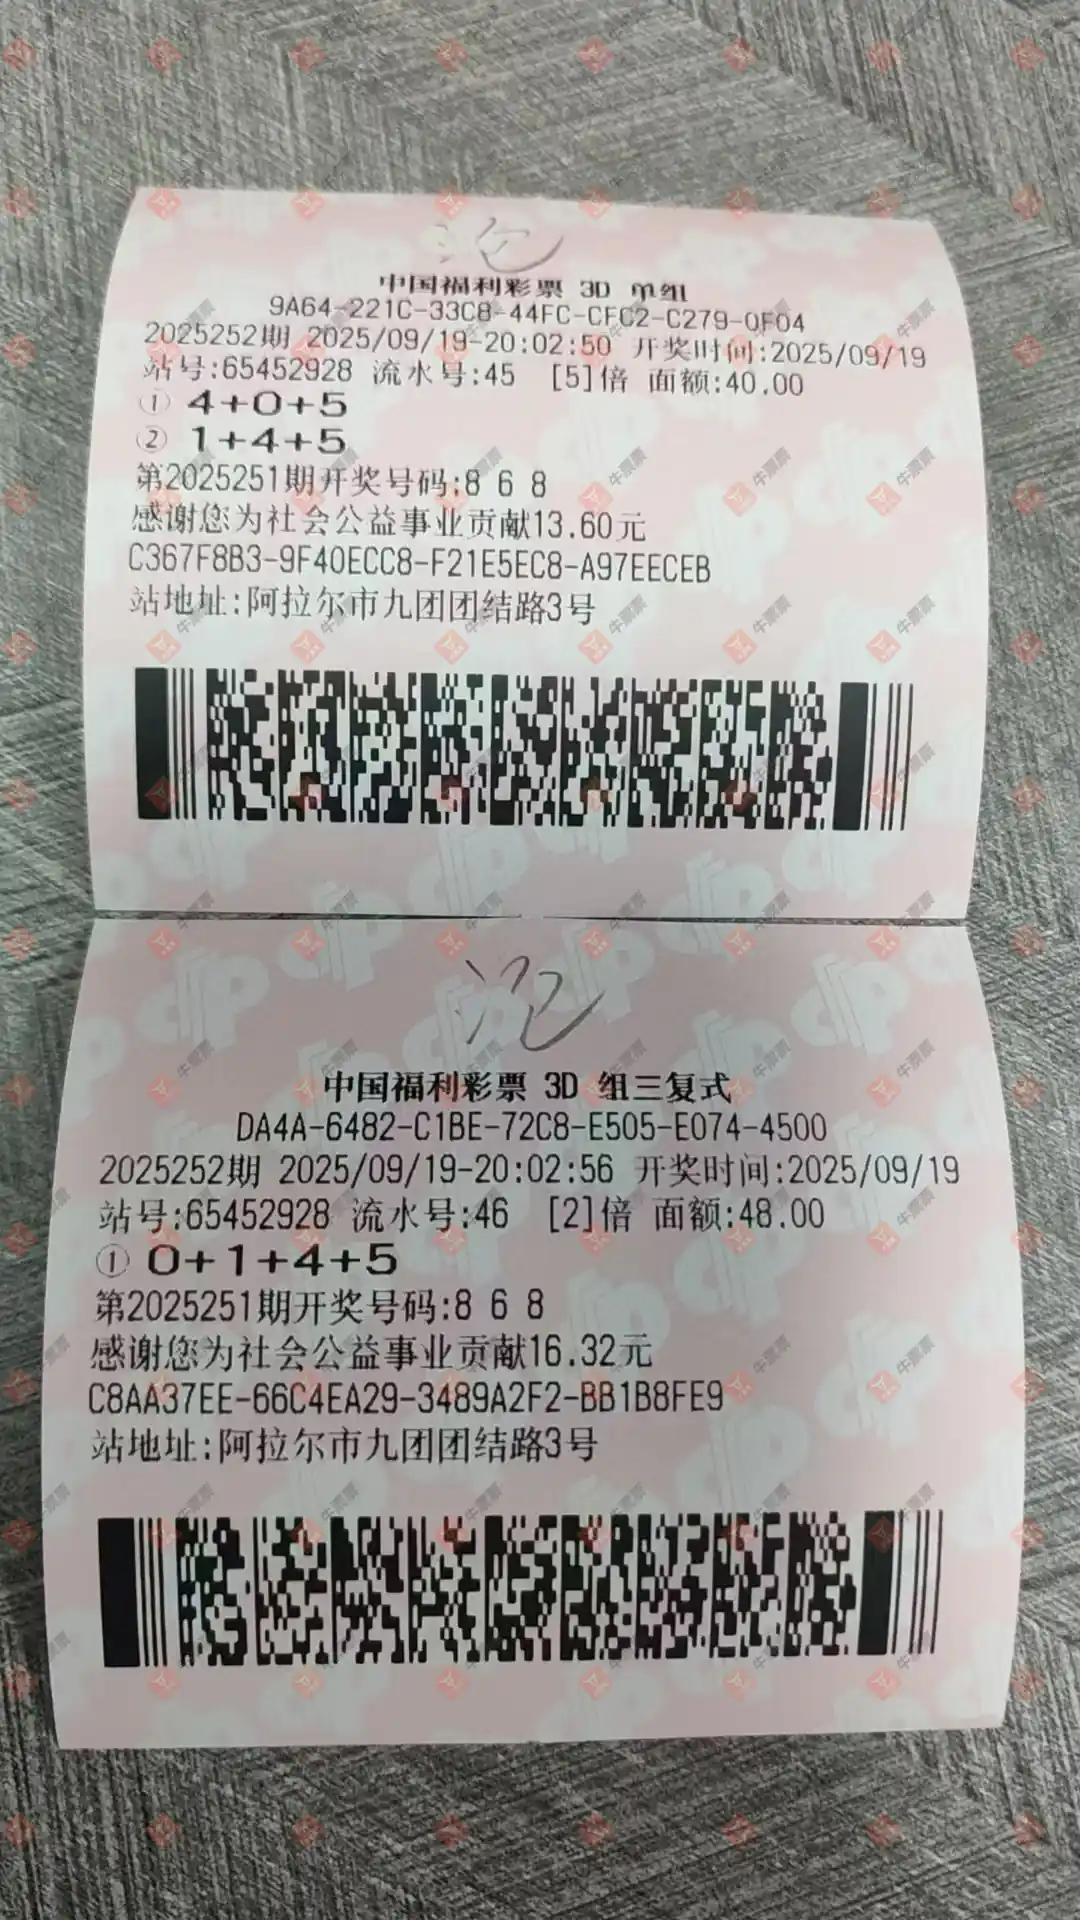 中国福利彩票 3D 单组
9A64-221C-33C8-44FC-CFC2-C279-0F04
2025252期 2025/09/19-20:02:50 开奖时间:2025/09/19
站号:65452928 流水号:45 [5]倍 面额:40.00
① 4+0+5
② 1+4+5
第2025251期开奖号码:8 6 8
感谢您为社会公益事业贡献13.60元
C367F8B3-9F40ECC8-F21E5EC8-A97EECEB
站地址:阿拉尔市九团团结路3号
中国福利彩票 3D 组三复式
DA4A-6482-C1BE-72C8-E505-E074-4500
2025252期 2025/09/19-20:02:56 开奖时间:2025/09/19
站号:65452928 流水号:46 [2]倍 面额:48.00
① 0+1+4+5
第2025251期开奖号码:8 6 8
感谢您为社会公益事业贡献16.32元
C8AA37EE-66C4EA29-3489A2F2-BB1B8FE9
站地址:阿拉尔市九团团结路3号